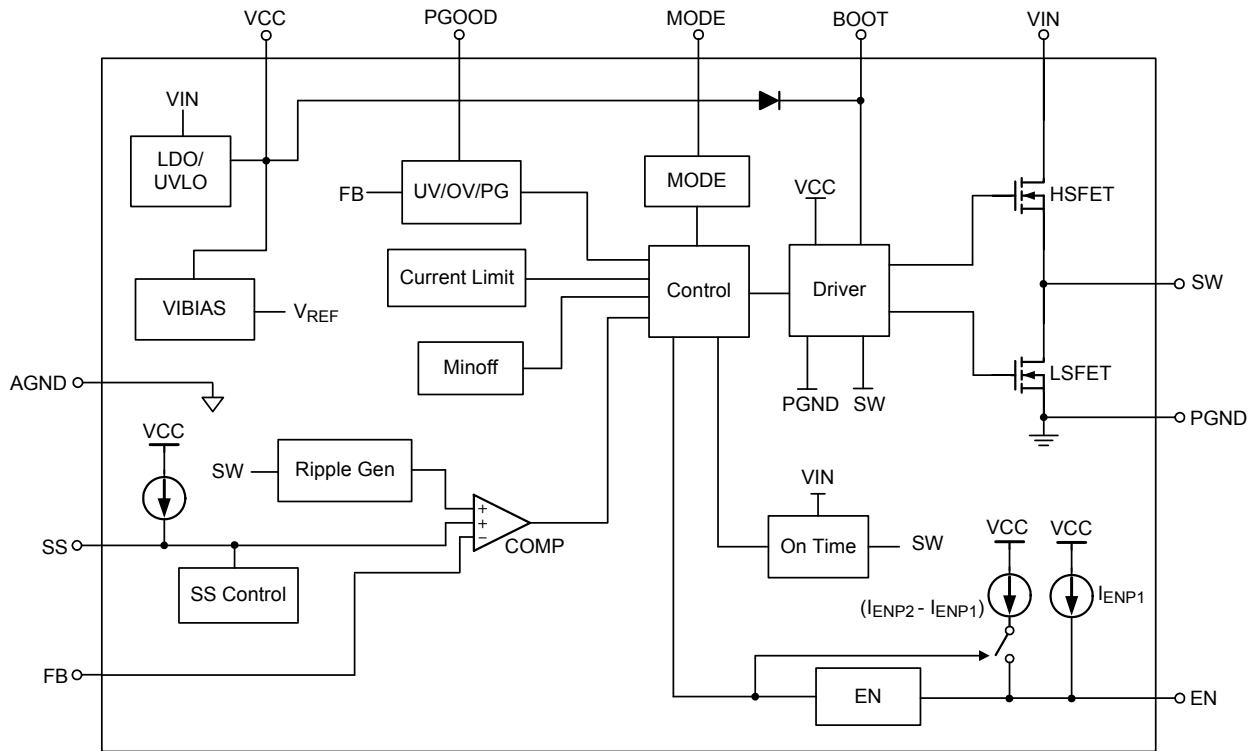 VCC
PGOOD
MODE
BOOT
VIN
VIN
LDO/
UVLO
FB
UV/OV/PG
MODE
VCC
HSFET
VIBIAS
VREF
Current Limit
Control
Driver
SW
Minoff
LSFET
AGND
PGND
SW
PGND
VCC
SW
Ripple Gen
VIN
SS
+
+
−
COMP
On Time
SW
VCC
VCC
SS Control
(IENP2 - IENP1)
IENP1
FB
EN
EN